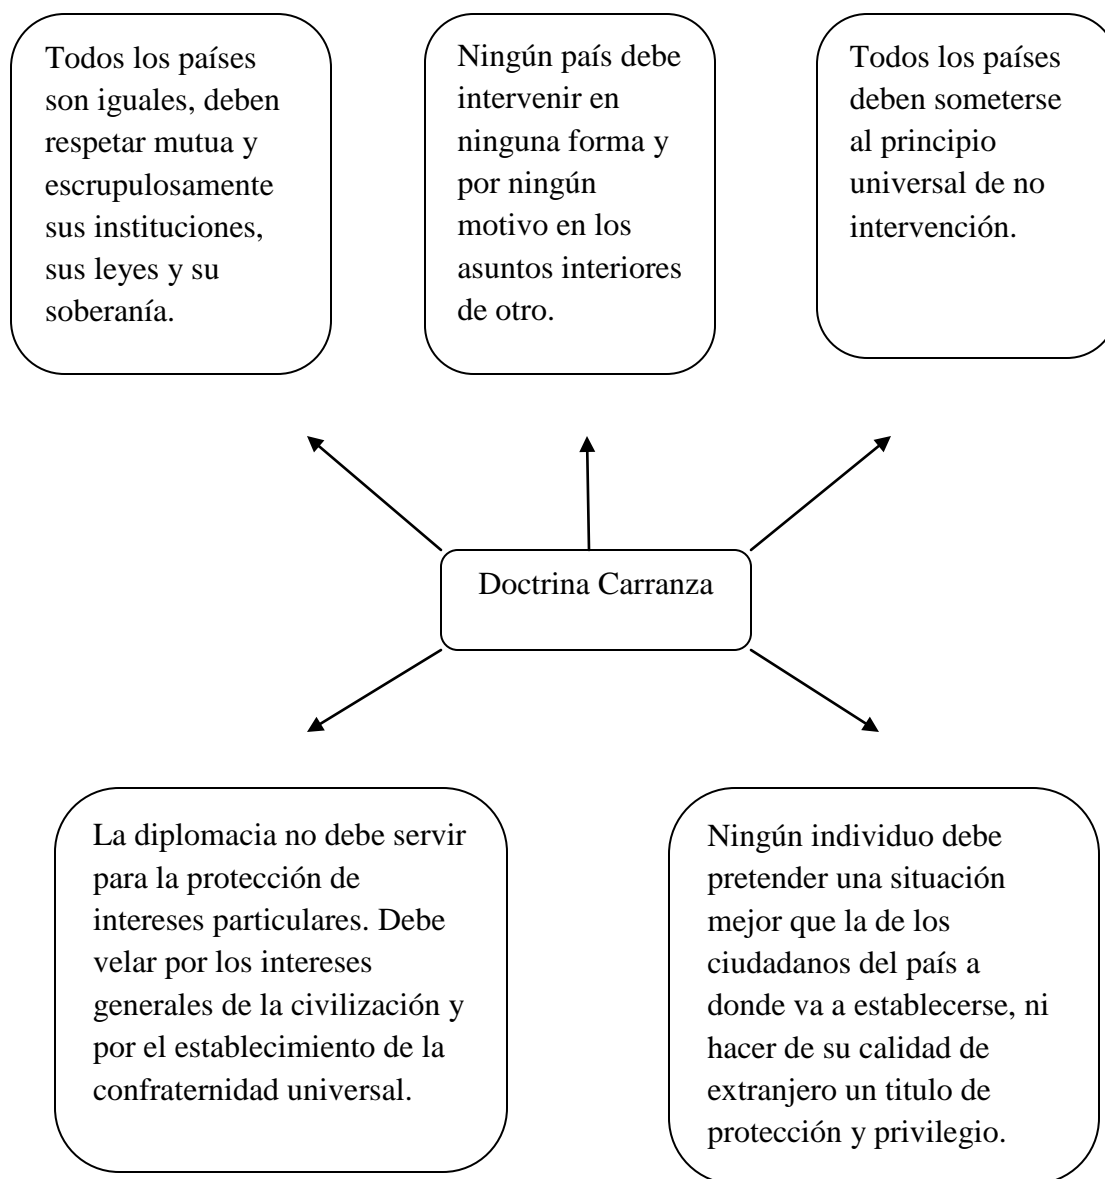 Todos los países
son iguales, deben
respetar mutua y
escrupulosamente
sus instituciones,
sus leyes y su
soberanía.
Ningún país debe
intervenir en
ninguna forma y
por ningún
motivo en los
asuntos interiores
de otro.
Todos los países
deben someterse
al principio
universal de no
intervención.
Doctrina Carranza
La diplomacia no debe servir
para la protección de
intereses particulares. Debe
velar por los intereses
generales de la civilización y
por el establecimiento de la
confraternidad universal.
Ningún individuo debe
pretender una situación
mejor que la de los
ciudadanos del país a
donde va a establecerse, ni
hacer de su calidad de
extranjero un titulo de
protección y privilegio.